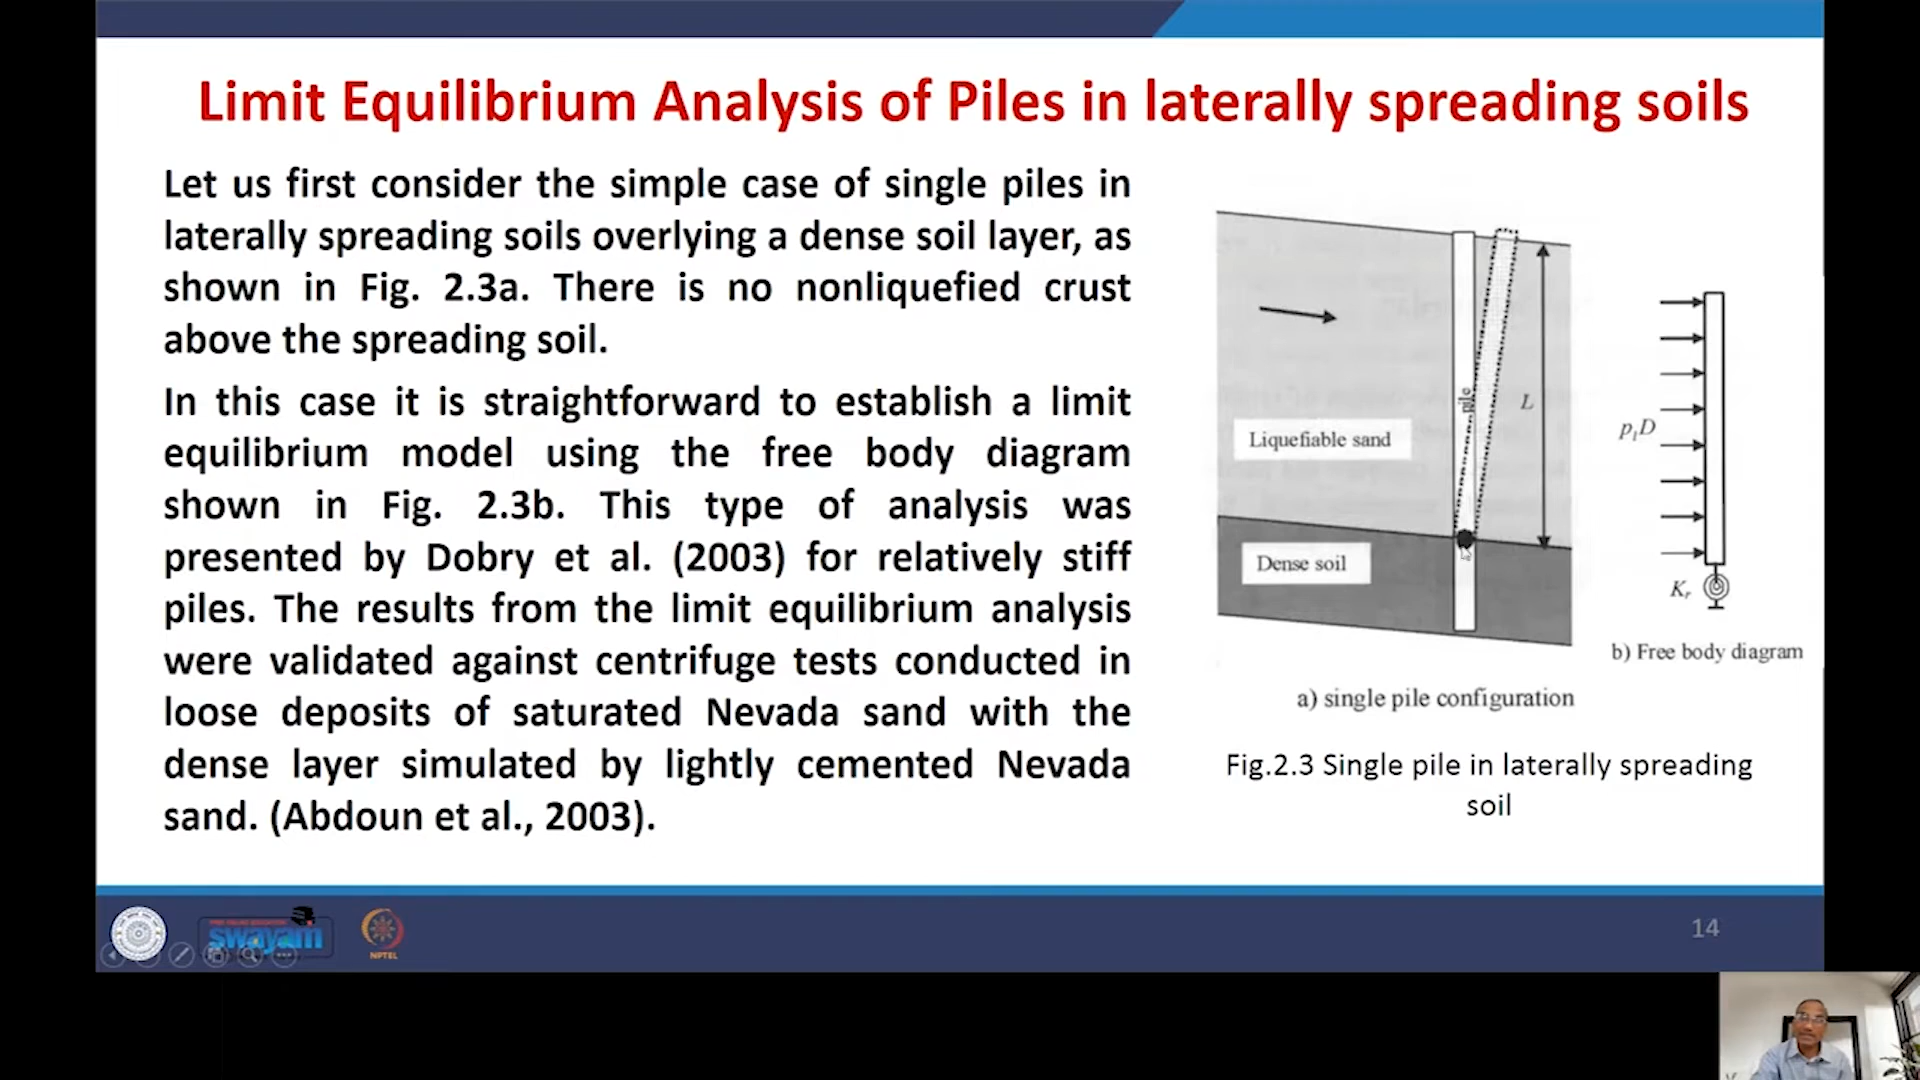 Limit Equilibrium Analysis of Piles in laterally spreading soils
Let us first consider the simple case of single piles in
laterally spreading soils overlying a dense soil layer, as
shown in Fig. 2.3a. There is no nonliquefied crust
above the spreading soil.
In this case it is straightforward to establish a limit
equilibrium model using the free body diagram
shown in Fig. 2.3b. This type of analysis was
presented by Dobry et al. (2003) for relatively stiff
piles. The results from the limit equilibrium analysis
were validated against centrifuge tests conducted in
loose deposits of saturated Nevada sand with the
dense layer simulated by lightly cemented Nevada
sand. (Abdoun et al., 2003).
pile
L
Liquefiable sand
Dense soil
a) single pile configuration
p_l D
K_r
b) Free body diagram
Fig.2.3 Single pile in laterally spreading
soil
swayam
NPTEL
14